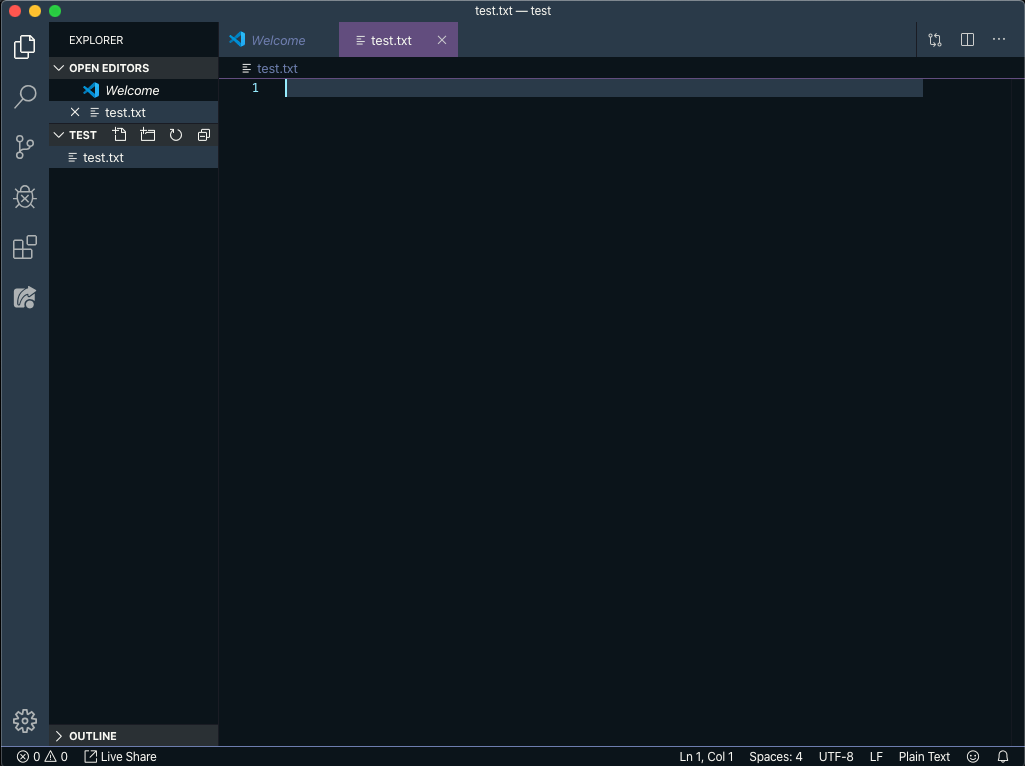 test.txt — test
EXPLORER
Welcome
test.txt
OPEN EDITORS
Welcome
test.txt
TEST
test.txt
test.txt
1
OUTLINE
0 0 Live Share Ln 1, Col 1 Spaces: 4 UTF-8 LF Plain Text